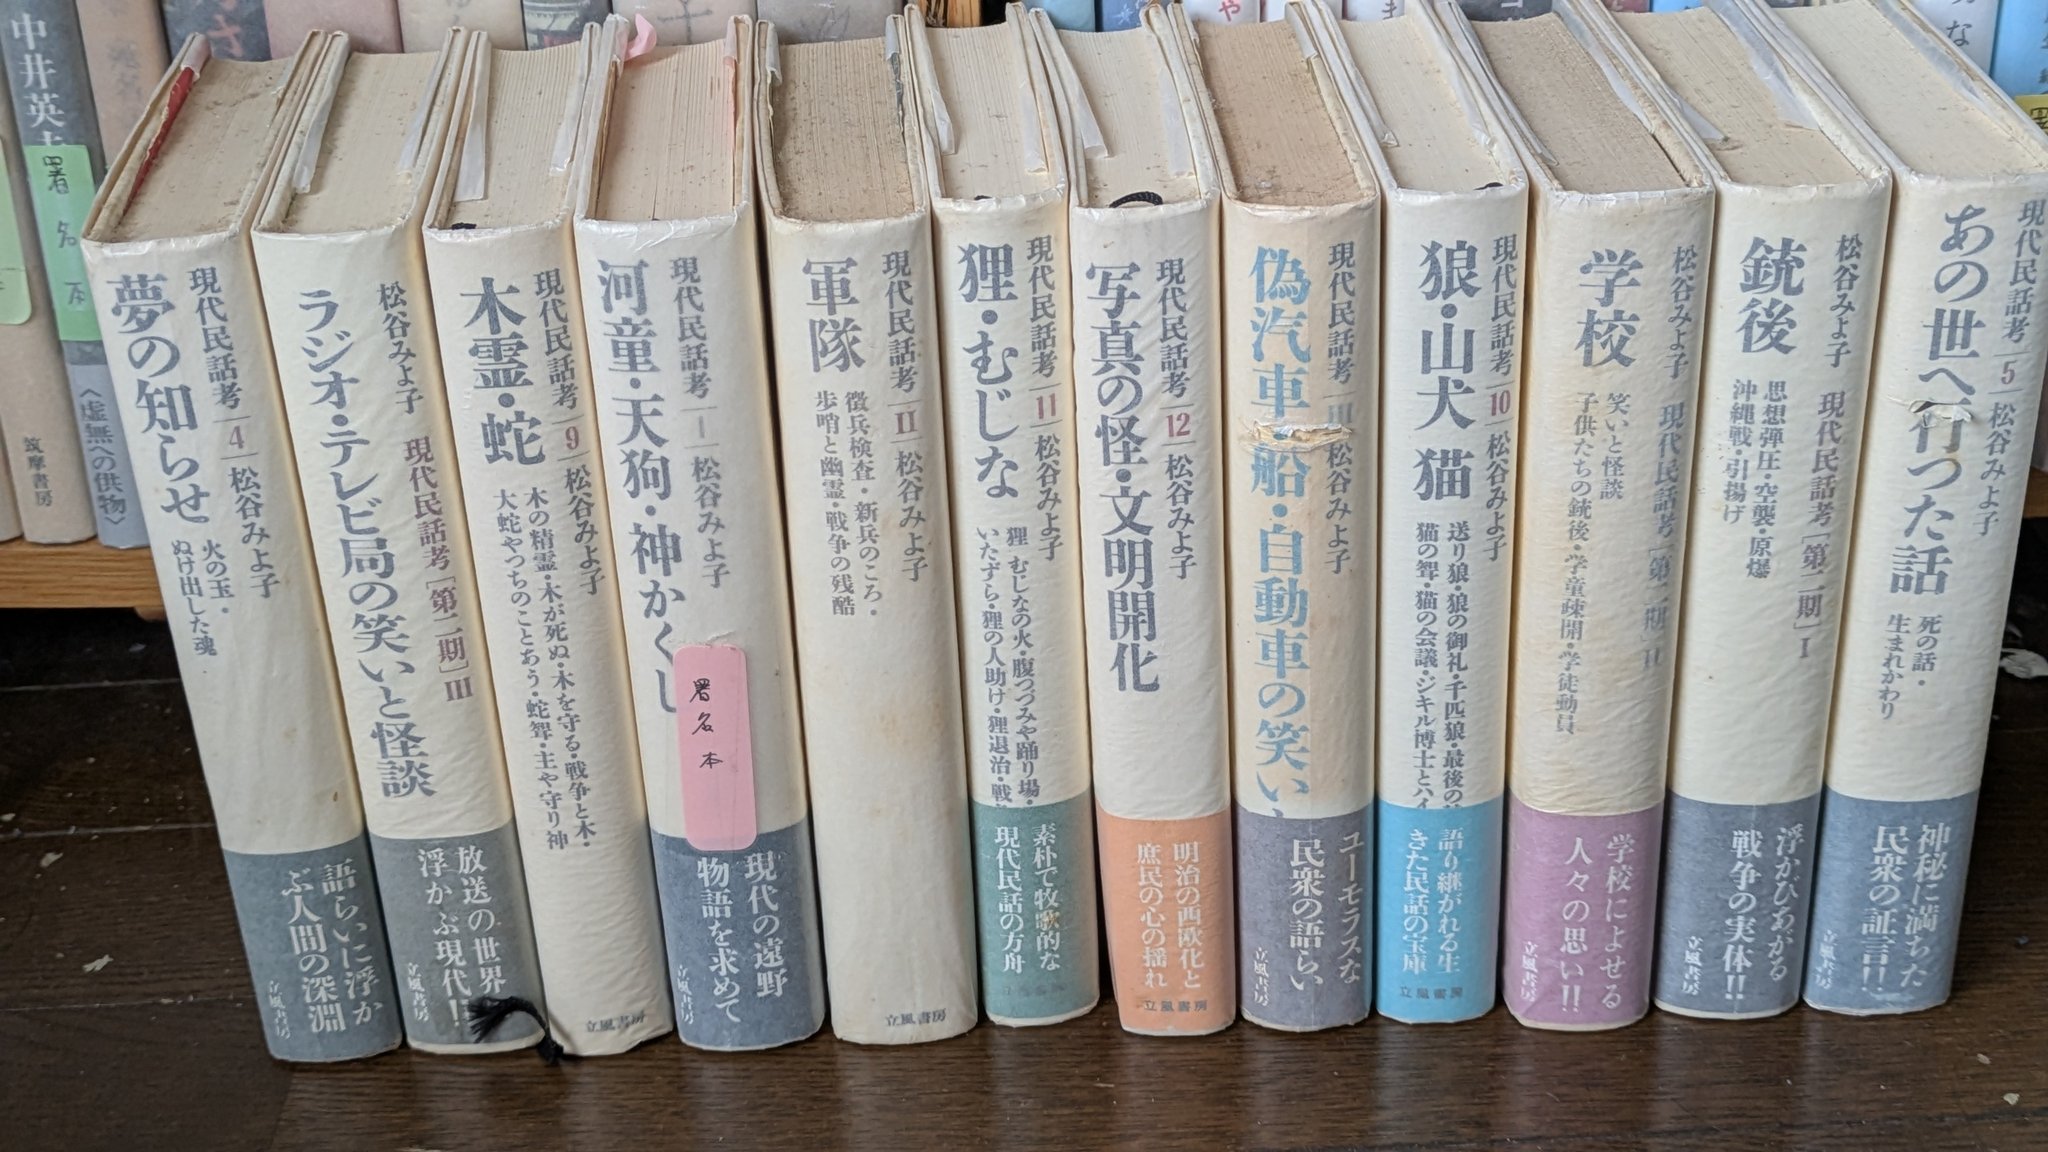 中井英夫
署名本
〈虚無への供物〉
筑摩書房
現代民話考 4 松谷みよ子
夢の知らせ
火の玉・
ぬけ出した魂
語らいに浮か
ぶ人間の深淵
立風書房
松谷みよ子 現代民話考[第二期]III
ラジオ・テレビ局の笑いと怪談
放送の世界
浮かぶ現代!!
立風書房
現代民話考 9 松谷みよ子
木霊・蛇
木の精霊・木が死ぬ・木を守る・戦争と木・
大蛇やつちのことあう・蛇聟・主や守り神
立風書房
現代民話考 I 松谷みよ子
河童・天狗・神かくし
署名本
現代の遠野
物語を求めて
立風書房
現代民話考 II 松谷みよ子
軍隊
徴兵検査・新兵のころ・
歩哨と幽霊・戦争の残酷
立風書房
現代民話考 11 松谷みよ子
狸・むじな
狸 むじなの火・腹つづみや踊り場・
いたずら・狸の人助け・狸退治・戦
素朴で牧歌的な
現代民話の方舟
立風書房
現代民話考 12 松谷みよ子
写真の怪・文明開化
明治の西欧化と
庶民の心の揺れ
立風書房
現代民話考 III 松谷みよ子
偽汽車・船・自動車の笑い
ユーモラスな
民衆の語らい
立風書房
現代民話考 10 松谷みよ子
狼・山犬 猫
送り狼・狼の御礼・千匹狼・最後の
猫の聟・猫の会議・ジキル博士とハイ
語り継がれる生
きた民話の宝庫
立風書房
松谷みよ子 現代民話考[第二期]II
学校
笑いと怪談
子供たちの銃後・学童疎開・学徒動員
学校によせる
人々の思い!!
立風書房
松谷みよ子 現代民話考[第二期]I
銃後
思想弾圧・空襲・原爆
沖縄戦・引揚げ
浮かびあがる
戦争の実体!!
立風書房
現代民話考 5 松谷みよ子
あの世へ行った話
死の話・
生まれかわり
神秘に満ちた
民衆の証言!!
立風書房